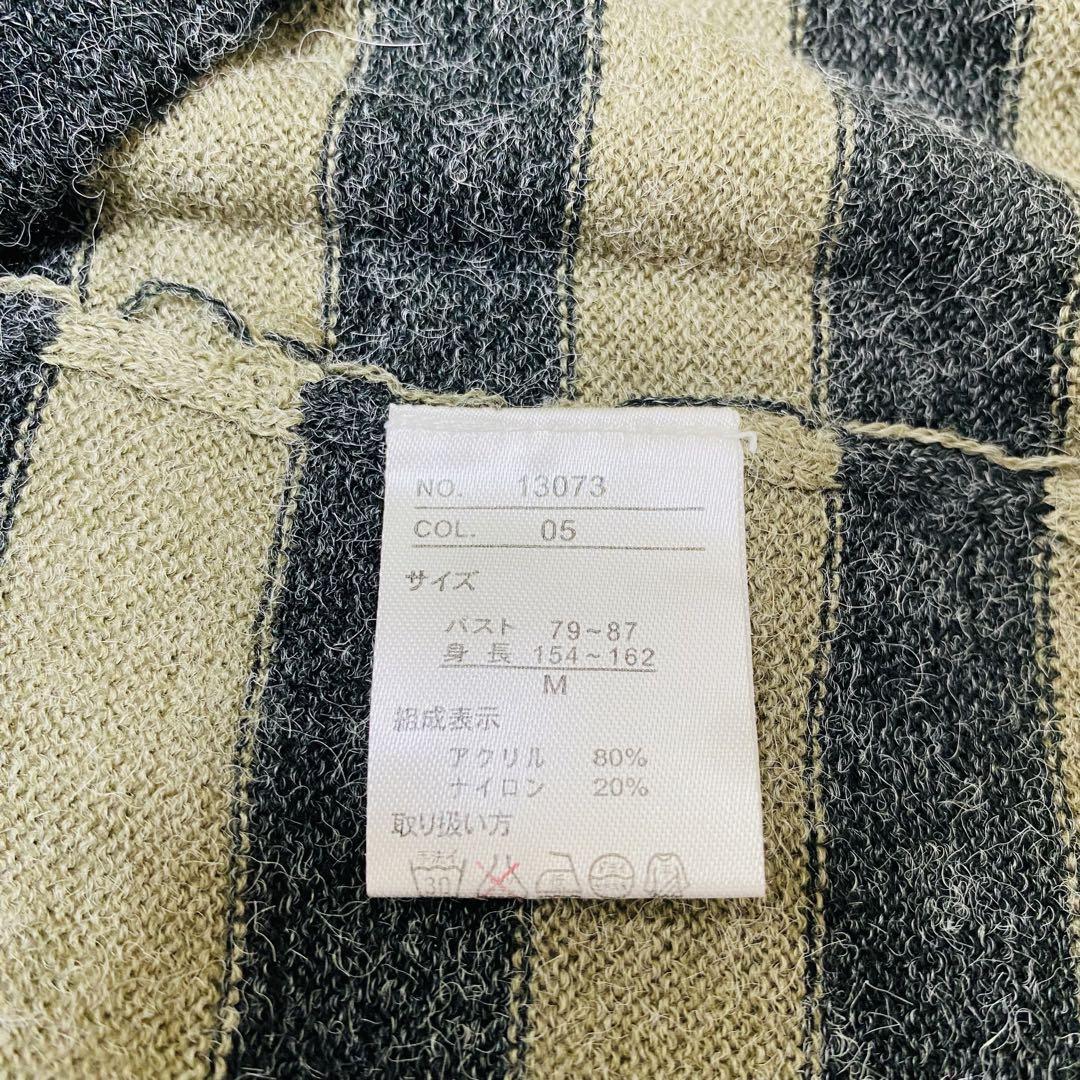 NO. 13073
COL. 05
サイズ
バスト 79~87
身長 154~162
M
組成表示
アクリル 80%
ナイロン 20%
取り扱い方
30